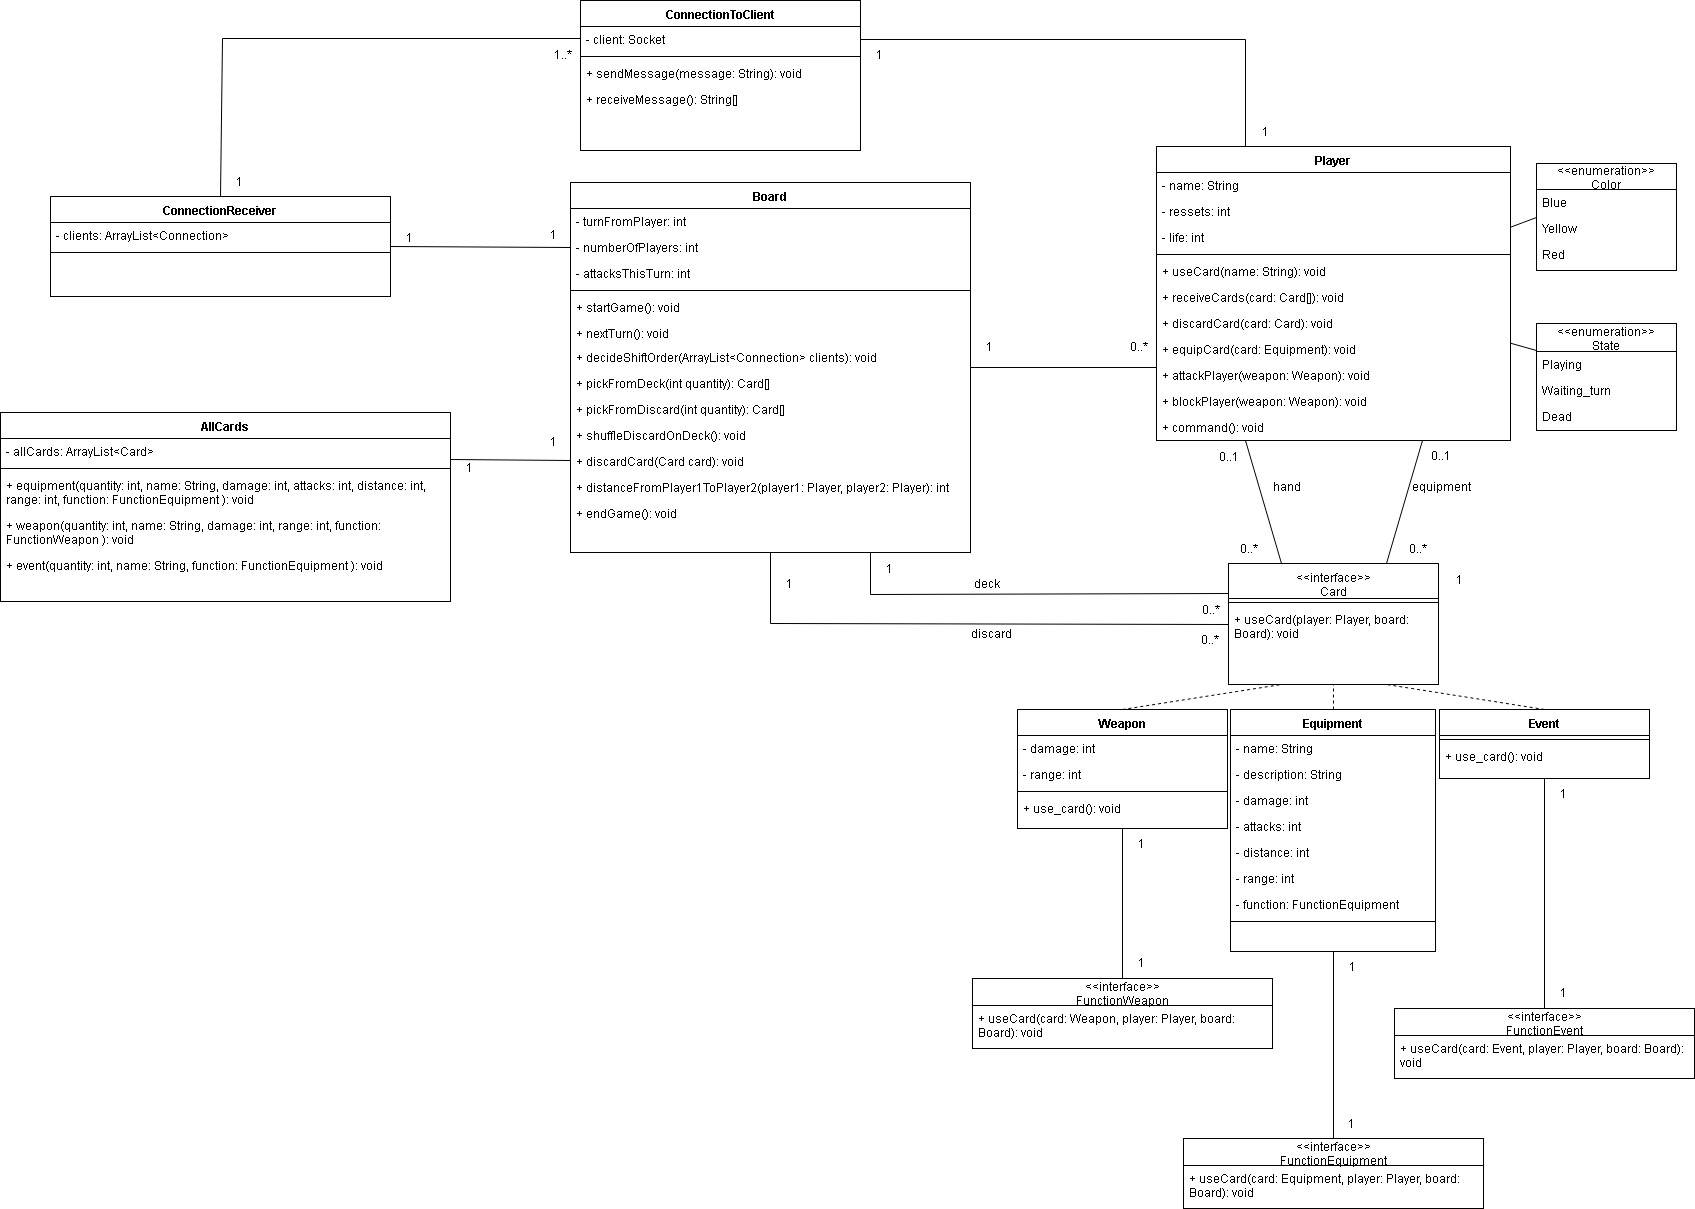 ConnectionToClient
- client: Socket
+ sendMessage(message: String): void
+ receiveMessage(): String[]
1..*
1
1
1
ConnectionReceiver
- clients: ArrayList<Connection>
1
1
Board
- turnFromPlayer: int
- numberOfPlayers: int
- attacksThisTurn: int
+ startGame(): void
+ nextTurn(): void
+ decideShiftOrder(ArrayList<Connection> clients): void
+ pickFromDeck(int quantity): Card[]
+ pickFromDiscard(int quantity): Card[]
+ shuffleDiscardOnDeck(): void
+ discardCard(Card card): void
+ distanceFromPlayer1ToPlayer2(player1: Player, player2: Player): int
+ endGame(): void
1
0..*
Player
- name: String
- ressets: int
- life: int
+ useCard(name: String): void
+ receiveCards(card: Card[]): void
+ discardCard(card: Card): void
+ equipCard(card: Equipment): void
+ attackPlayer(weapon: Weapon): void
+ blockPlayer(weapon: Weapon): void
+ command(): void
<<enumeration>>
Color
Blue
Yellow
Red
<<enumeration>>
State
Playing
Waiting_turn
Dead
AllCards
- allCards: ArrayList<Card>
+ equipment(quantity: int, name: String, damage: int, attacks: int, distance: int,
range: int, function: FunctionEquipment ): void
+ weapon(quantity: int, name: String, damage: int, range: int, function:
FunctionWeapon ): void
+ event(quantity: int, name: String, function: FunctionEquipment ): void
1
1
0..1
0..1
hand
equipment
0..*
0..*
1
1
deck
0..*
discard
0..*
<<interface>>
Card
1
+ useCard(player: Player, board:
Board): void
Weapon
- damage: int
- range: int
+ use_card(): void
Equipment
- name: String
- description: String
- damage: int
- attacks: int
- distance: int
- range: int
- function: FunctionEquipment
Event
+ use_card(): void
1
1
<<interface>>
FunctionWeapon
+ useCard(card: Weapon, player: Player, board:
Board): void
1
1
<<interface>>
FunctionEvent
+ useCard(card: Event, player: Player, board: Board):
void
1
1
<<interface>>
FunctionEquipment
+ useCard(card: Equipment, player: Player, board:
Board): void